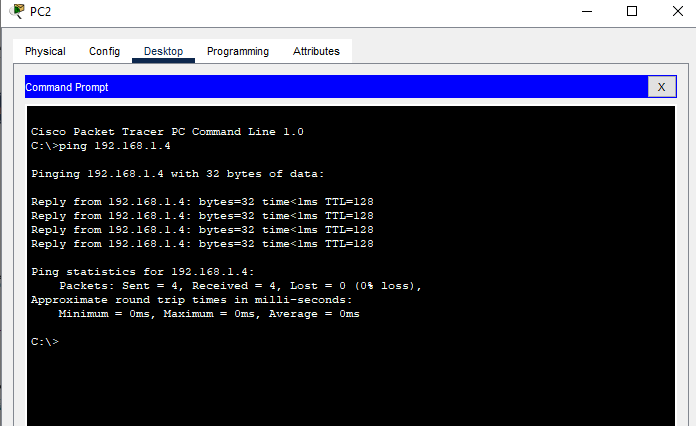 PC2
Physical Config Desktop Programming Attributes
Command Prompt X
Cisco Packet Tracer PC Command Line 1.0
C:\>ping 192.168.1.4
Pinging 192.168.1.4 with 32 bytes of data:
Reply from 192.168.1.4: bytes=32 time<1ms TTL=128
Reply from 192.168.1.4: bytes=32 time<1ms TTL=128
Reply from 192.168.1.4: bytes=32 time<1ms TTL=128
Reply from 192.168.1.4: bytes=32 time<1ms TTL=128
Ping statistics for 192.168.1.4:
Packets: Sent = 4, Received = 4, Lost = 0 (0% loss),
Approximate round trip times in milli-seconds:
Minimum = 0ms, Maximum = 0ms, Average = 0ms
C:\>